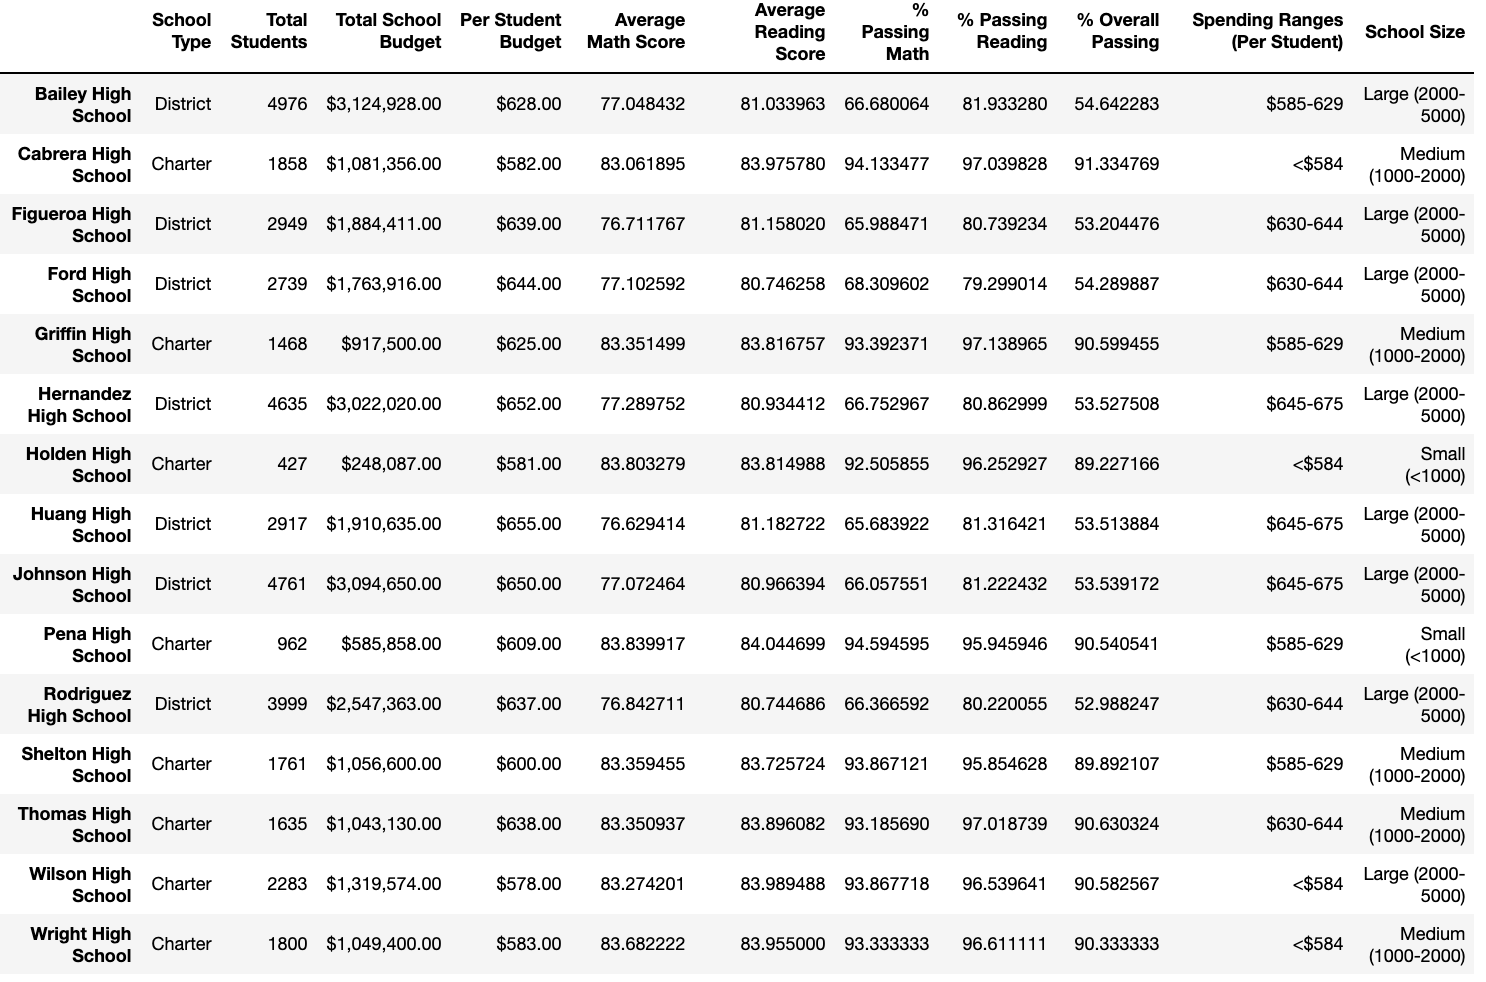 School Type Total Students Total School Budget Per Student Budget Average Math Score Average Reading Score % Passing Math % Passing Reading % Overall Passing Spending Ranges (Per Student) School Size
Bailey High School District 4976 $3,124,928.00 $628.00 77.048432 81.033963 66.680064 81.933280 54.642283 $585-629 Large (2000-5000)
Cabrera High School Charter 1858 $1,081,356.00 $582.00 83.061895 83.975780 94.133477 97.039828 91.334769 <$584 Medium (1000-2000)
Figueroa High School District 2949 $1,884,411.00 $639.00 76.711767 81.158020 65.988471 80.739234 53.204476 $630-644 Large (2000-5000)
Ford High School District 2739 $1,763,916.00 $644.00 77.102592 80.746258 68.309602 79.299014 54.289887 $630-644 Large (2000-5000)
Griffin High School Charter 1468 $917,500.00 $625.00 83.351499 83.816757 93.392371 97.138965 90.599455 $585-629 Medium (1000-2000)
Hernandez High School District 4635 $3,022,020.00 $652.00 77.289752 80.934412 66.752967 80.862999 53.527508 $645-675 Large (2000-5000)
Holden High School Charter 427 $248,087.00 $581.00 83.803279 83.814988 92.505855 96.252927 89.227166 <$584 Small (<1000)
Huang High School District 2917 $1,910,635.00 $655.00 76.629414 81.182722 65.683922 81.316421 53.513884 $645-675 Large (2000-5000)
Johnson High School District 4761 $3,094,650.00 $650.00 77.072464 80.966394 66.057551 81.222432 53.539172 $645-675 Large (2000-5000)
Pena High School Charter 962 $585,858.00 $609.00 83.839917 84.044699 94.594595 95.945946 90.540541 $585-629 Small (<1000)
Rodriguez High School District 3999 $2,547,363.00 $637.00 76.842711 80.744686 66.366592 80.220055 52.988247 $630-644 Large (2000-5000)
Shelton High School Charter 1761 $1,056,600.00 $600.00 83.359455 83.725724 93.867121 95.854628 89.892107 $585-629 Medium (1000-2000)
Thomas High School Charter 1635 $1,043,130.00 $638.00 83.350937 83.896082 93.185690 97.018739 90.630324 $630-644 Medium (1000-2000)
Wilson High School Charter 2283 $1,319,574.00 $578.00 83.274201 83.989488 93.867718 96.539641 90.582567 <$584 Large (2000-5000)
Wright High School Charter 1800 $1,049,400.00 $583.00 83.682222 83.955000 93.333333 96.611111 90.333333 <$584 Medium (1000-2000)